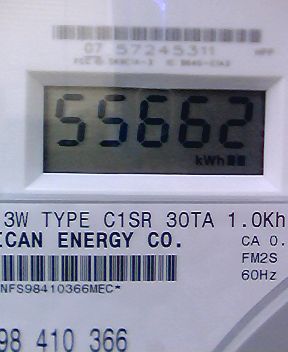 07 57245311
55662
kWh
3W TYPE C1SR 30TA 1.0Kh
ICAN ENERGY CO.
CA 0.
FM2S
60Hz
NFS98410366MEC*
98 410 366